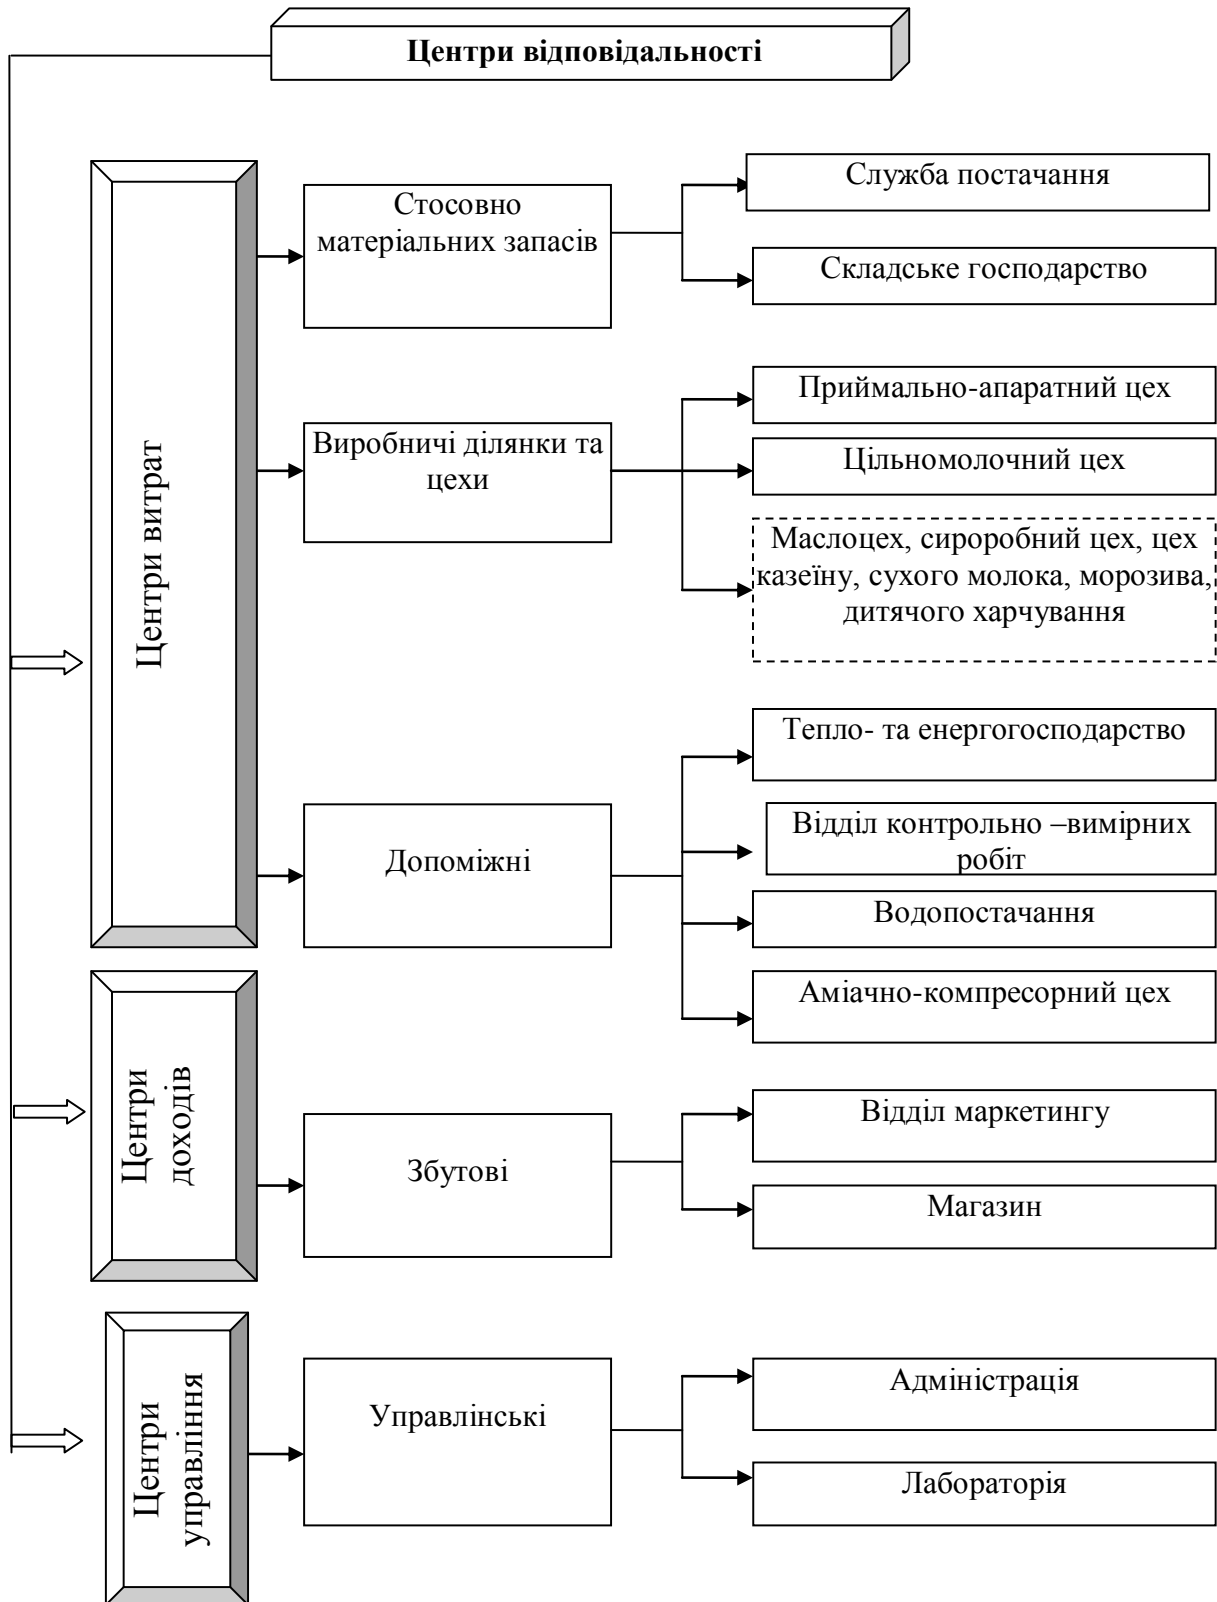 Центри відповідальності
Центри витрат
Стосовно
матеріальних запасів
Служба постачання
Складське господарство
Виробничі ділянки та
цехи
Приймально-апаратний цех
Цільномолочний цех
Маслоцех, сироробний цех, цех
казеїну, сухого молока, морозива,
дитячого харчування
Допоміжні
Тепло- та енергогосподарство
Відділ контрольно –вимірних
робіт
Водопостачання
Аміачно-компресорний цех
Центри
доходів
Збутові
Відділ маркетингу
Магазин
Центри
управління
Управлінські
Адміністрація
Лабораторія